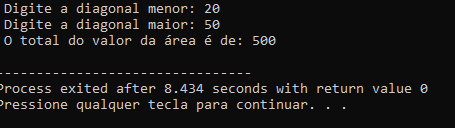 Digite a diagonal menor: 20
Digite a diagonal maior: 50
O total do valor da área é de: 500
--------------------------------
Process exited after 8.434 seconds with return value 0
Pressione qualquer tecla para continuar. . .